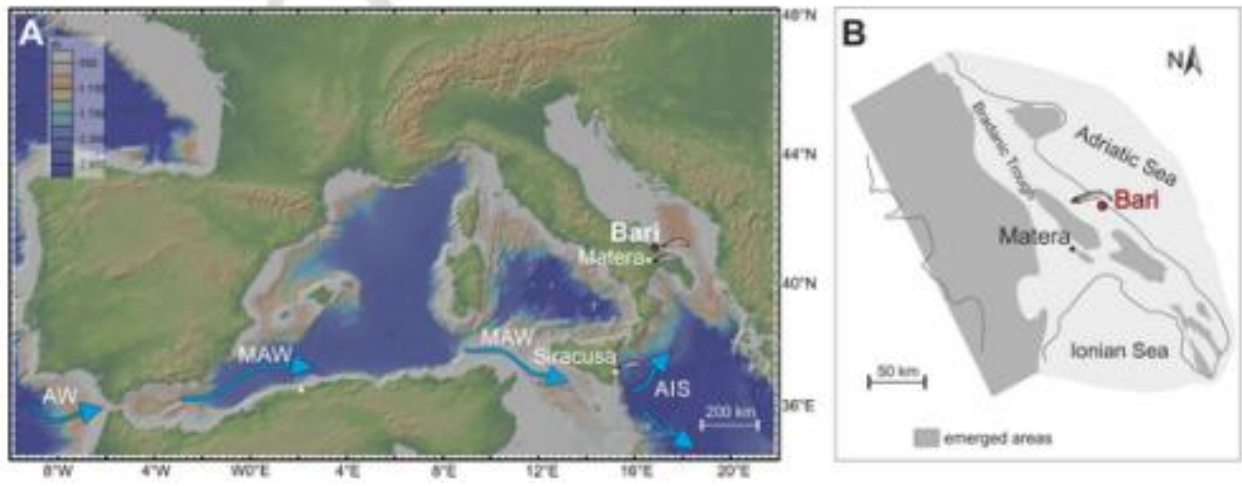 A
48°N
44°N
Bari
Matera
40°N
MAW
MAW
Siracusa
AW
AIS
200 km
36°N
36°E
8°W
4°W
W0°E
4°E
8°E
12°E
16°E
20°E
B
N
Bradanic Trough
Adriatic Sea
Bari
Matera
Ionian Sea
50 km
emerged areas